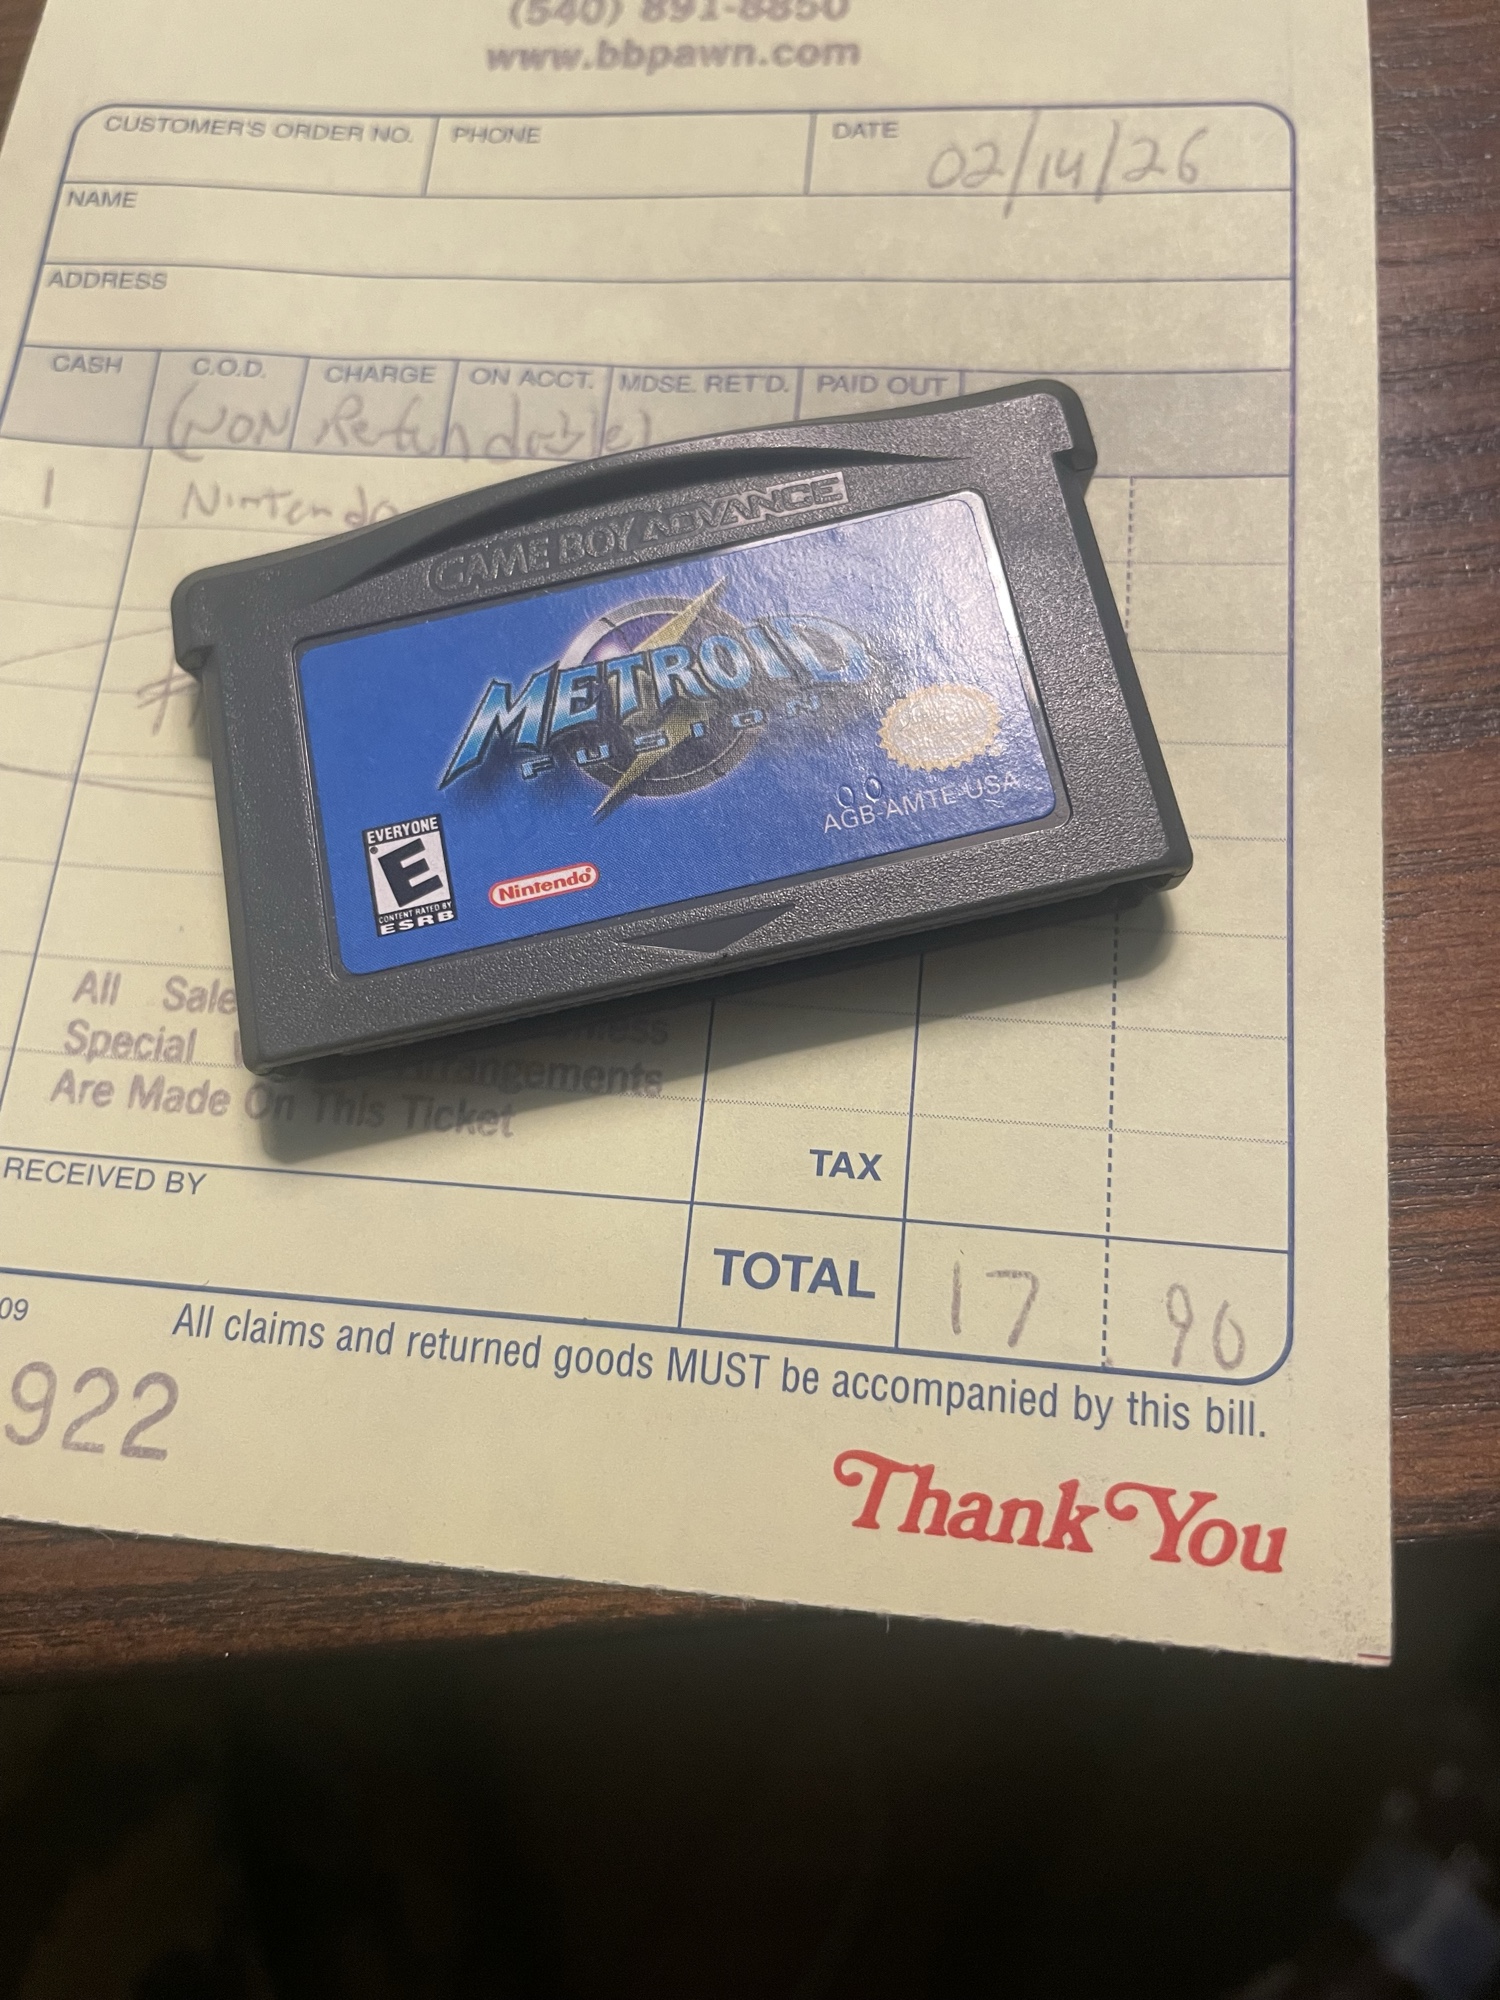 (540) 891-8850
www.bbpawn.com
CUSTOMER'S ORDER NO. PHONE DATE 02/14/26
NAME
ADDRESS
CASH C.O.D. CHARGE ON ACCT. MDSE. RET'D. PAID OUT
(NON Refundable)
1 Nintendo
GAME BOY ADVANCE
METROID
FUSION
EVERYONE
E
CONTENT RATED BY
ESRB
Nintendo®
00
AGB-AMTE-USA
All Sale
Special
Arrangements
Are Made On This Ticket
TAX
RECEIVED BY
TOTAL 17.90
09
All claims and returned goods MUST be accompanied by this bill.
922
Thank You